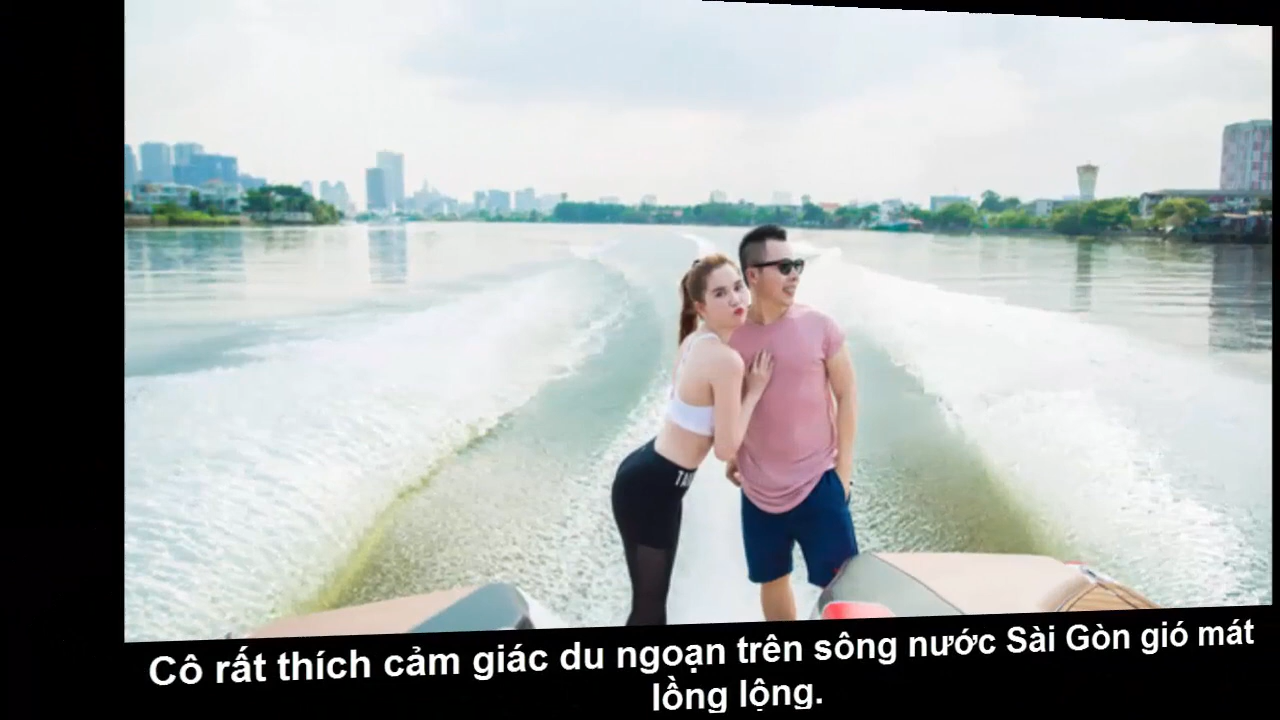 Cô rất thích cảm giác du ngoạn trên sông nước Sài Gòn gió mát
lồng lộng.